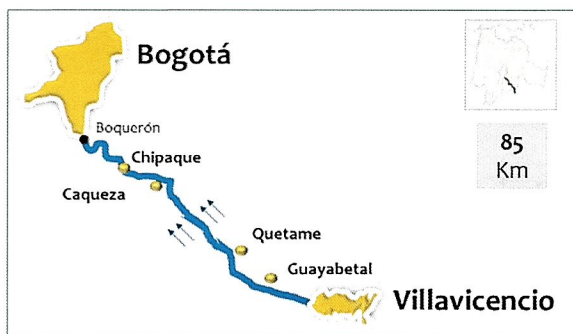 Bogotá
Boquerón
Chipaque
Caqueza
Quetame
Guayabetal
Villavicencio
85
Km